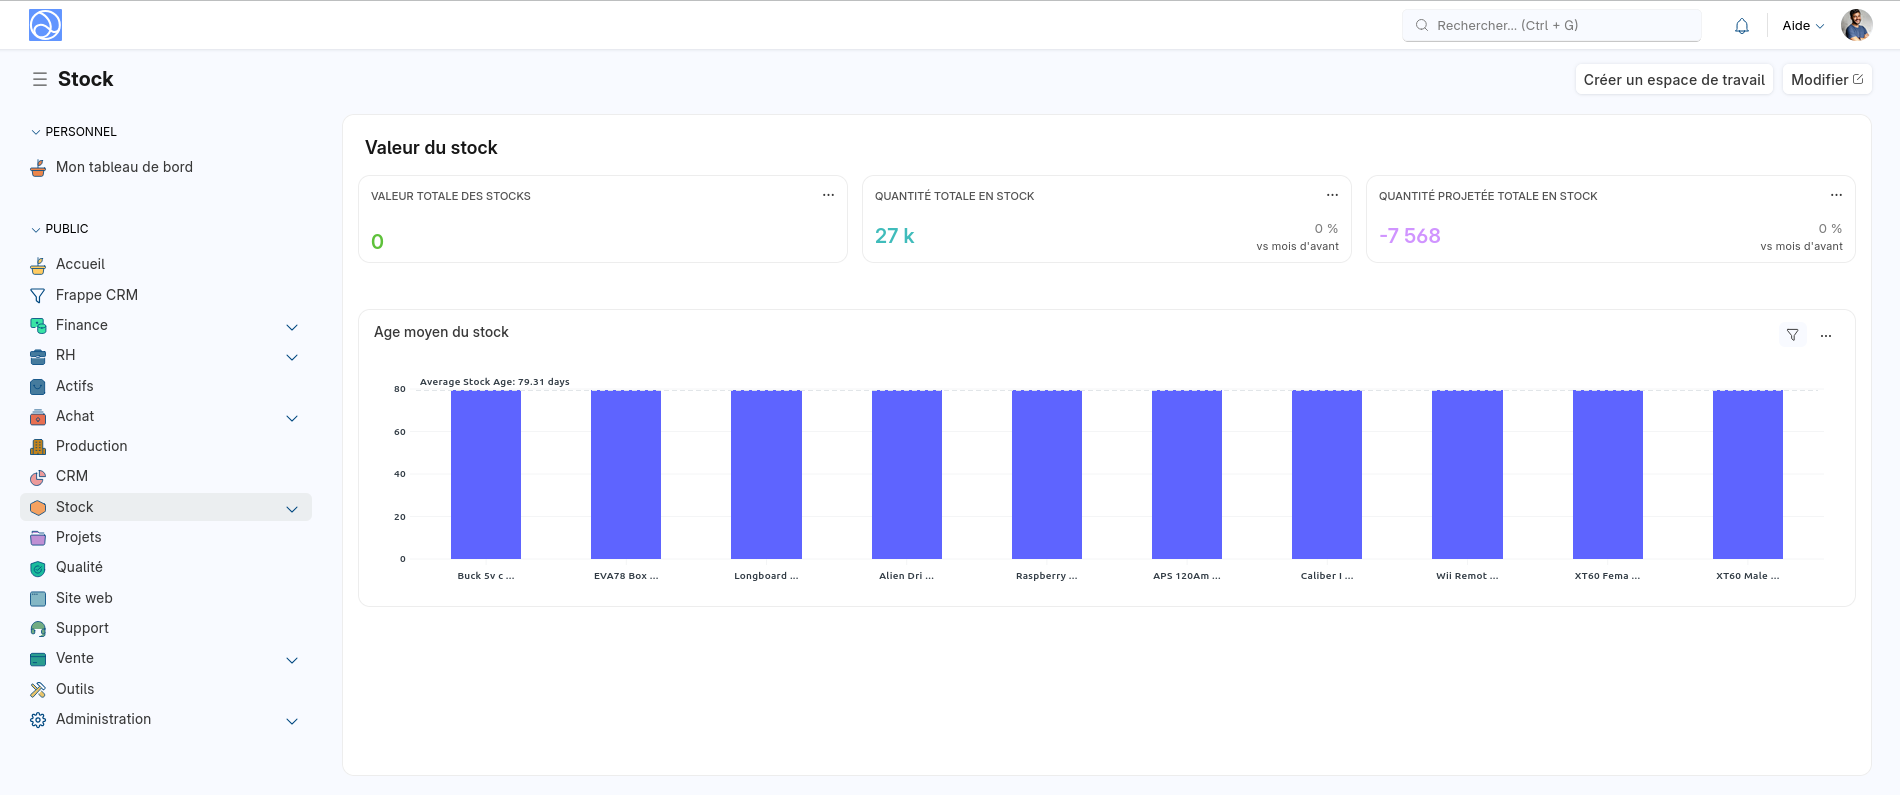 Rechercher... (Ctrl + G)
Aide
Stock
Créer un espace de travail
Modifier
PERSONNEL
Mon tableau de bord
PUBLIC
Accueil
Frappe CRM
Finance
RH
Actifs
Achat
Production
CRM
Stock
Projets
Qualité
Site web
Support
Vente
Outils
Administration
Valeur du stock
VALEUR TOTALE DES STOCKS
0
QUANTITÉ TOTALE EN STOCK
27 k
0 %
vs mois d'avant
QUANTITÉ PROJETÉE TOTALE EN STOCK
-7 568
0 %
vs mois d'avant
Age moyen du stock
Average Stock Age: 79.31 days
80
60
40
20
0
Buck 5v c ...
EVA78 Box ...
Longboard ...
Alien Dri ...
Raspberry ...
APS 120Am ...
Caliber I ...
Wii Remot ...
XT60 Fema ...
XT60 Male ...